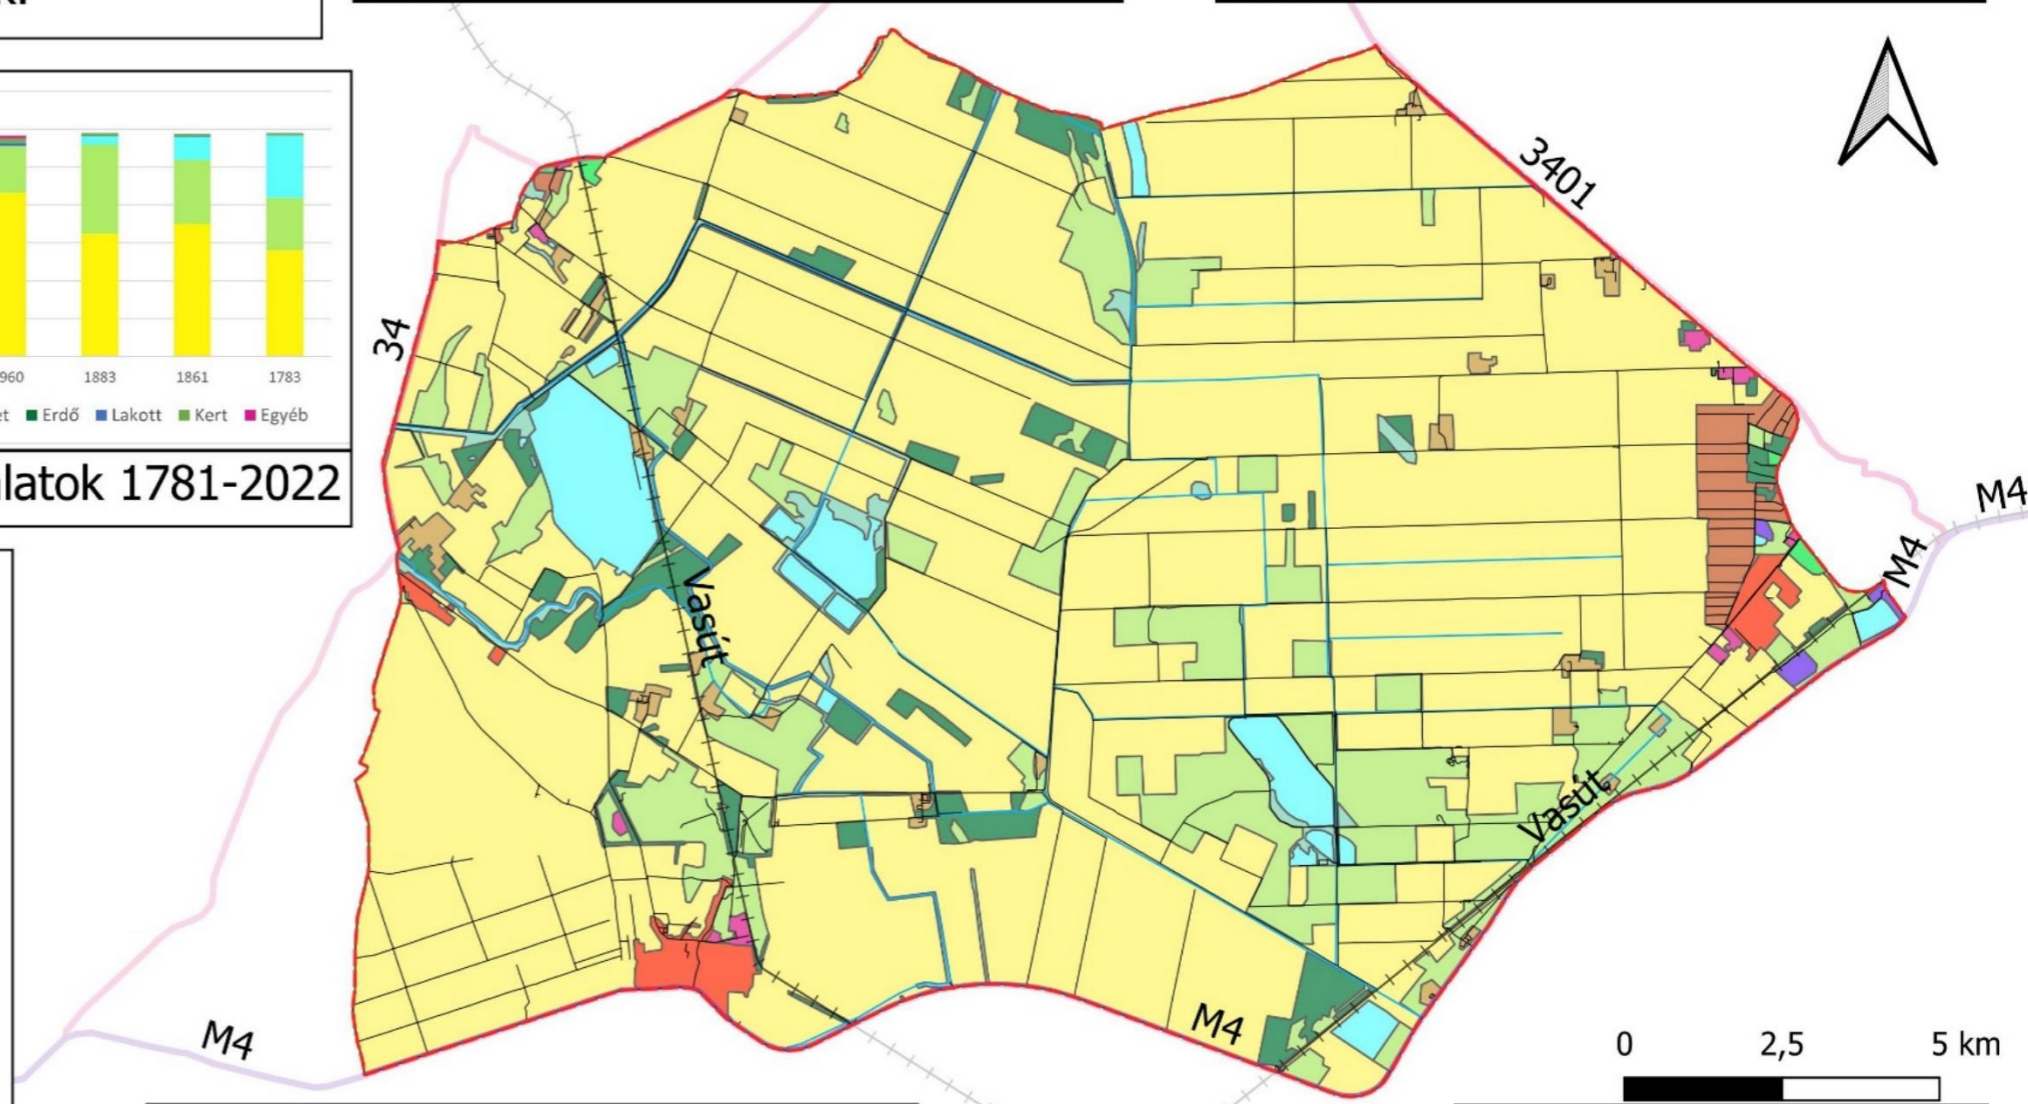 3401
34
960 1883 1861 1783
Erdő Lakott Kert Egyéb
latok 1781-2022
M4
M4
Vasút
Vasút
M4
M4
0 2,5 5 km